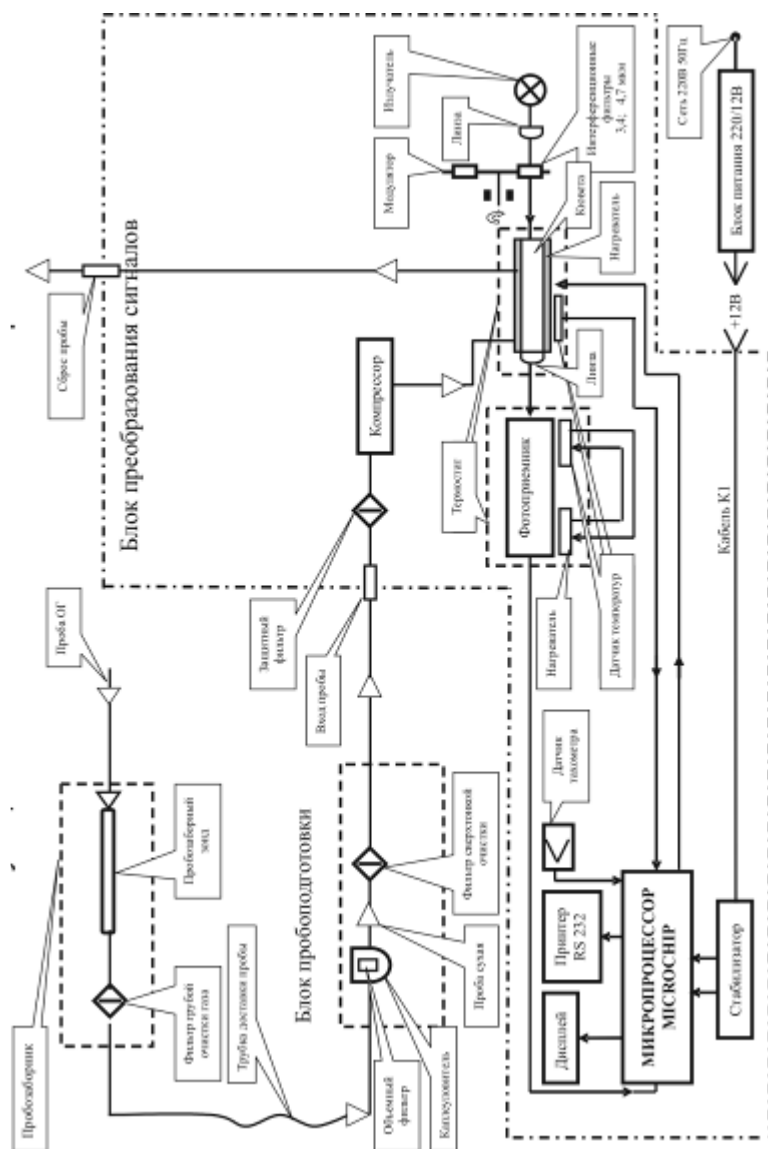 Пробозаборник
Фильтр грубой
очистки газа
Пробозаборный
зонд
Проба ОГ
Трубка доставки пробы
Блок пробоподготовки
Объемный
фильтр
Каплеуловитель
Проба сухая
Фильтр сверхтонкой
очистки
Вход пробы
Защитный
фильтр
Блок преобразования сигналов
Сброс пробы
Компрессор
Термостат
Модулятор
Линза
Излучатель
Интерференционные
фильтры
3,4; 4,7 мкм
Кювета
Нагреватель
Линза
Фотоприемник
Нагреватель
Датчик температур
Датчик
тахометра
Принтер
RS 232
Дисплей
МИКРОПРОЦЕССОР
MICROCHIP
Стабилизатор
Кабель К1
+12В
Блок питания 220/12В
Сеть 220В 50Гц